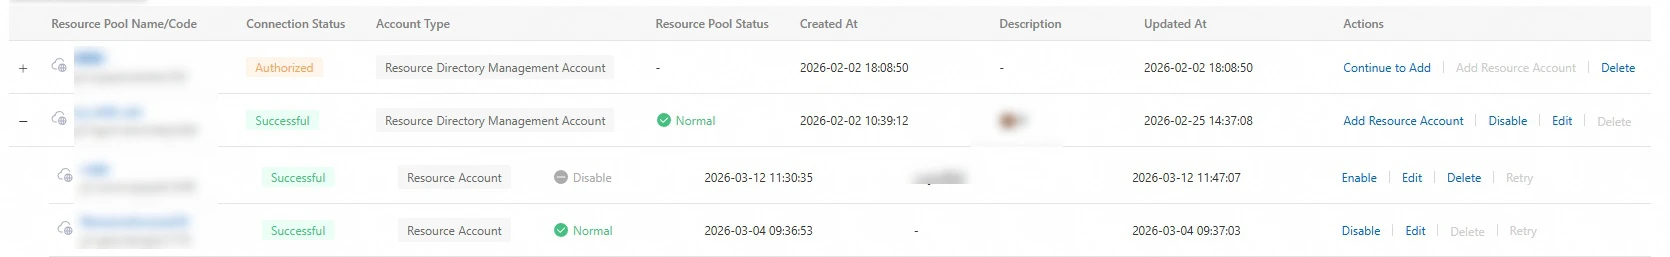 Resource Pool Name/Code Connection Status Account Type Resource Pool Status Created At Description Updated At Actions
+ Authorized Resource Directory Management Account - 2026-02-02 18:08:50 - 2026-02-02 18:08:50 Continue to Add Add Resource Account Delete
− Successful Resource Directory Management Account Normal 2026-02-02 10:39:12 2026-02-25 14:37:08 Add Resource Account Disable Edit Delete
Successful Resource Account Disable 2026-03-12 11:30:35 2026-03-12 11:47:07 Enable Edit Delete Retry
Successful Resource Account Normal 2026-03-04 09:36:53 - 2026-03-04 09:37:03 Disable Edit Delete Retry